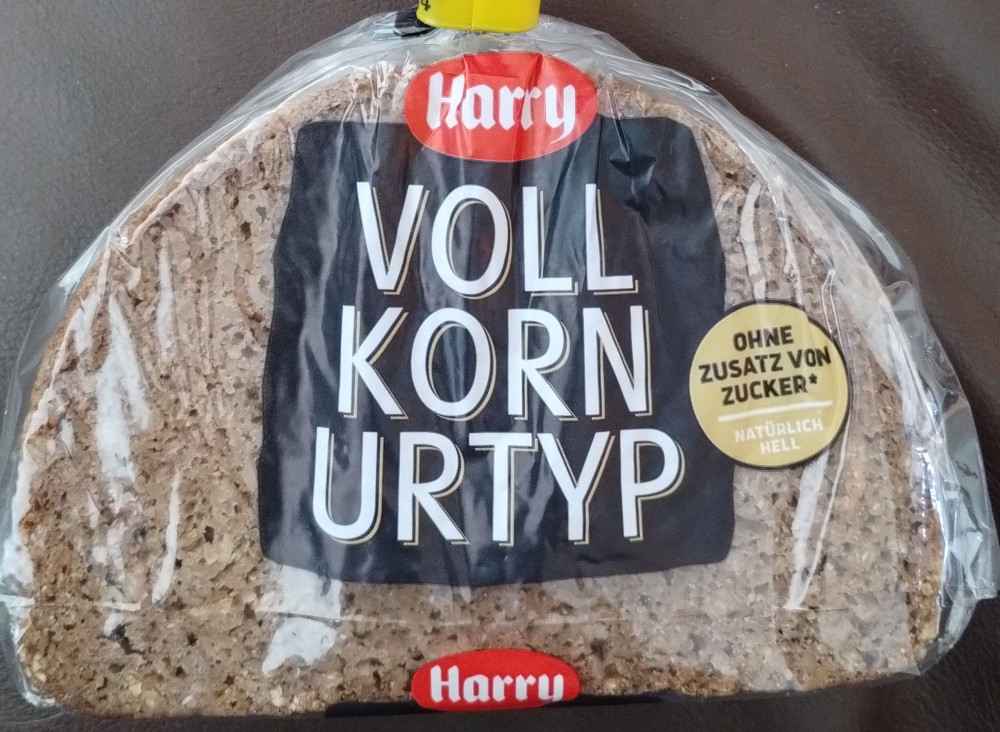 Harry
VOLL
KORN
URTYP
OHNE
ZUSATZ VON
ZUCKER*
NATÜRLICH
HELL
Harry